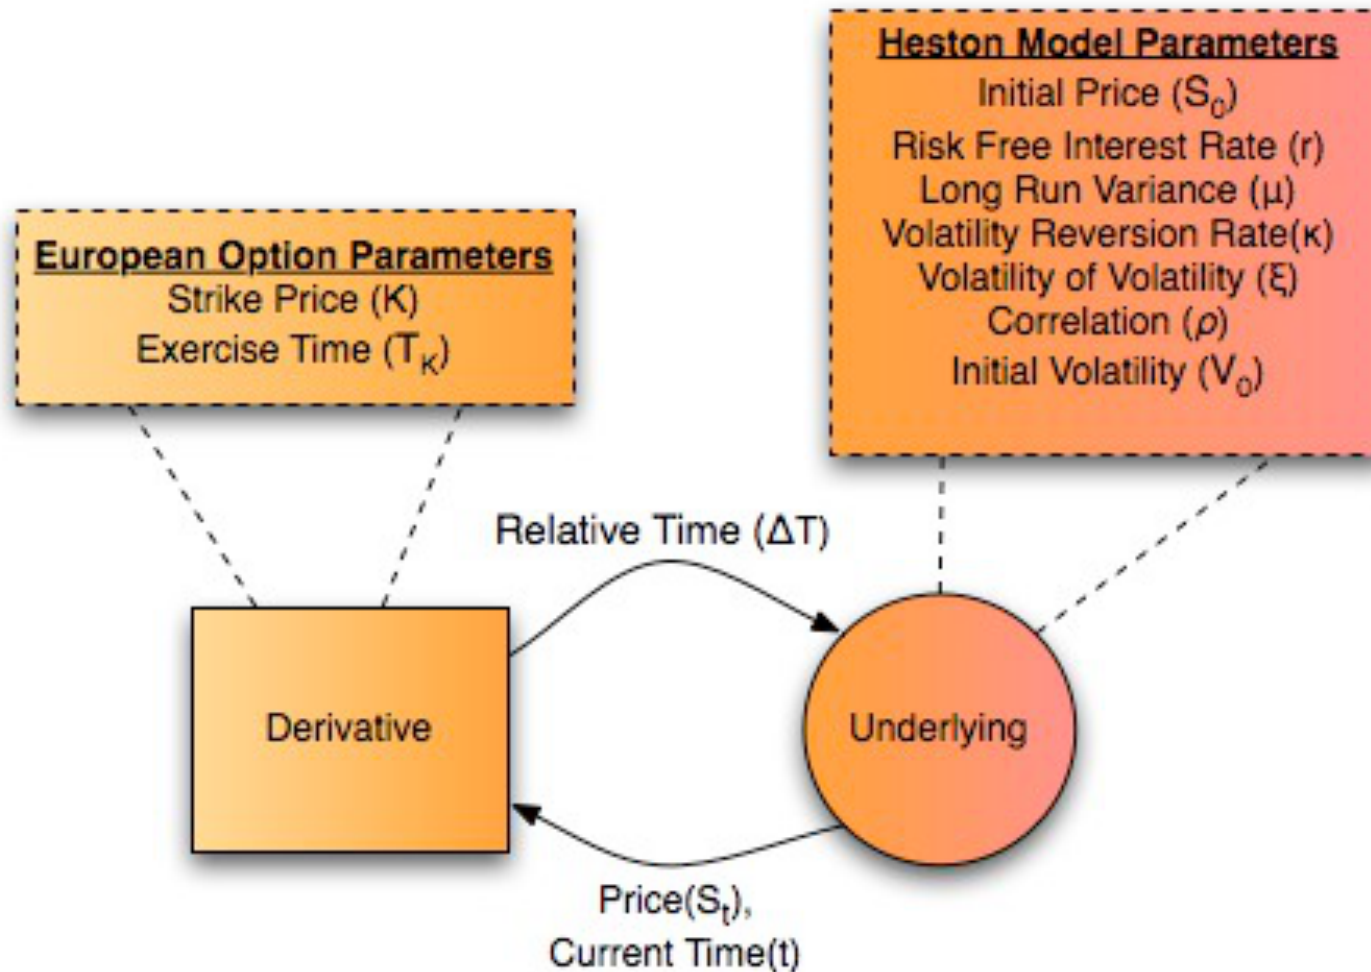 Heston Model Parameters
Initial Price (S₀)
Risk Free Interest Rate (r)
Long Run Variance (μ)
Volatility Reversion Rate(κ)
Volatility of Volatility (ξ)
Correlation (ρ)
Initial Volatility (V₀)
European Option Parameters
Strike Price (K)
Exercise Time (T_K)
Relative Time (ΔT)
Derivative
Underlying
Price(Sₜ),
Current Time(t)